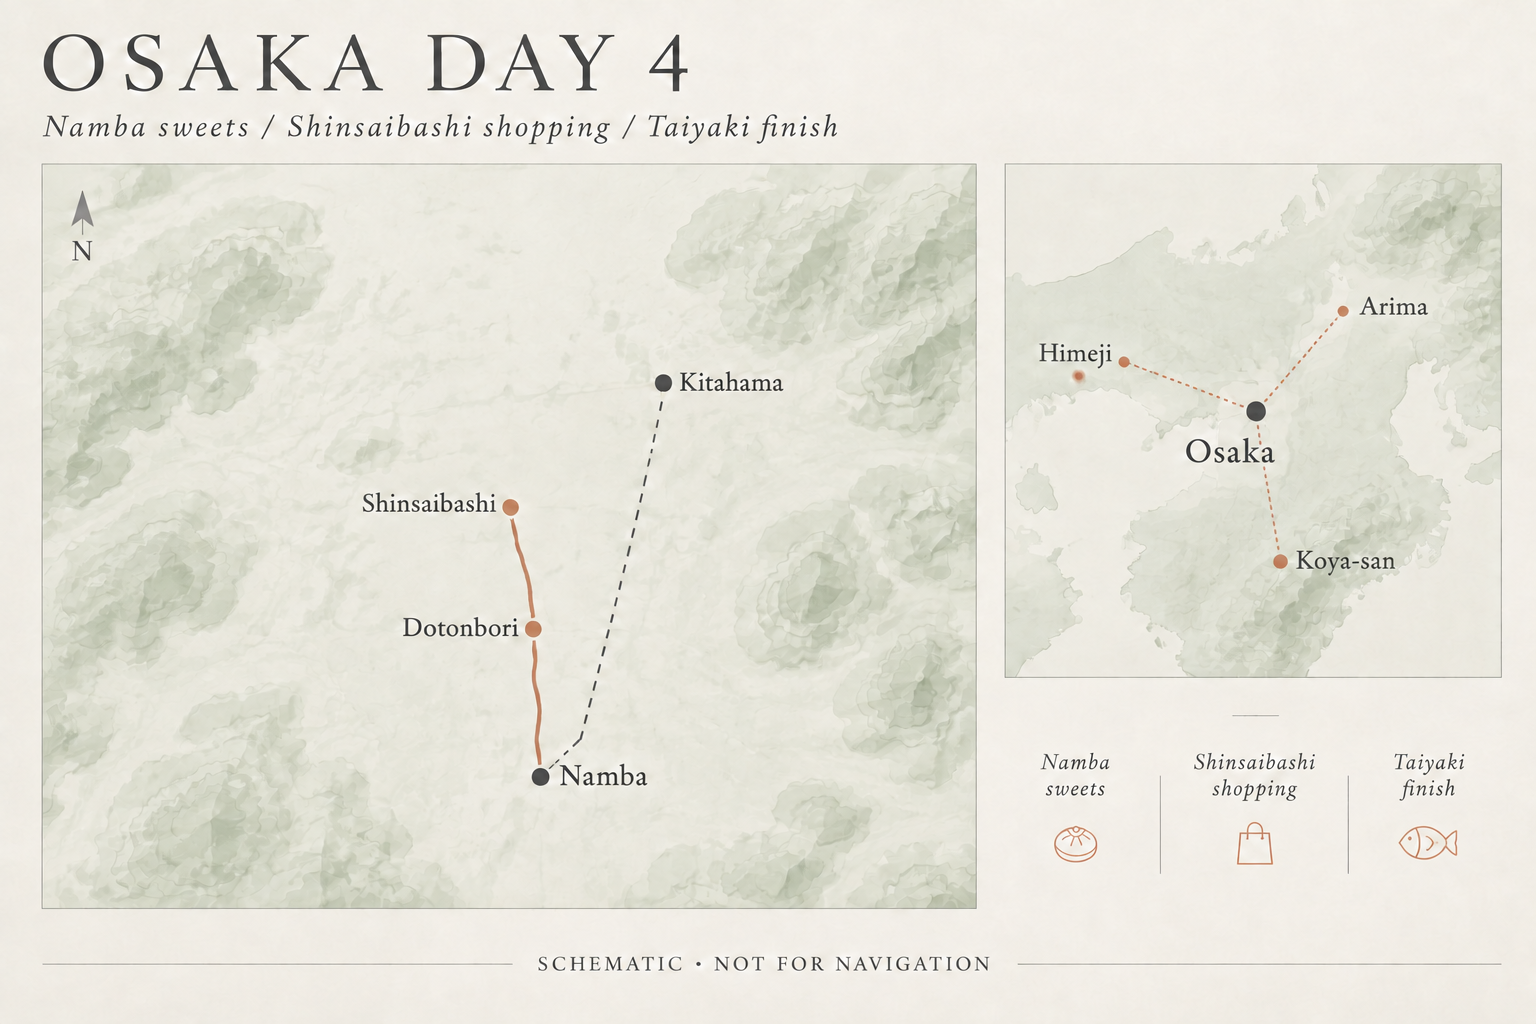 OSAKA DAY 4
Namba sweets / Shinsaibashi shopping / Taiyaki finish
N
Kitahama
Shinsaibashi
Dotonbori
Namba
Arima
Himeji
Osaka
Koya-san
Namba
sweets
Shinsaibashi
shopping
Taiyaki
finish
SCHEMATIC • NOT FOR NAVIGATION